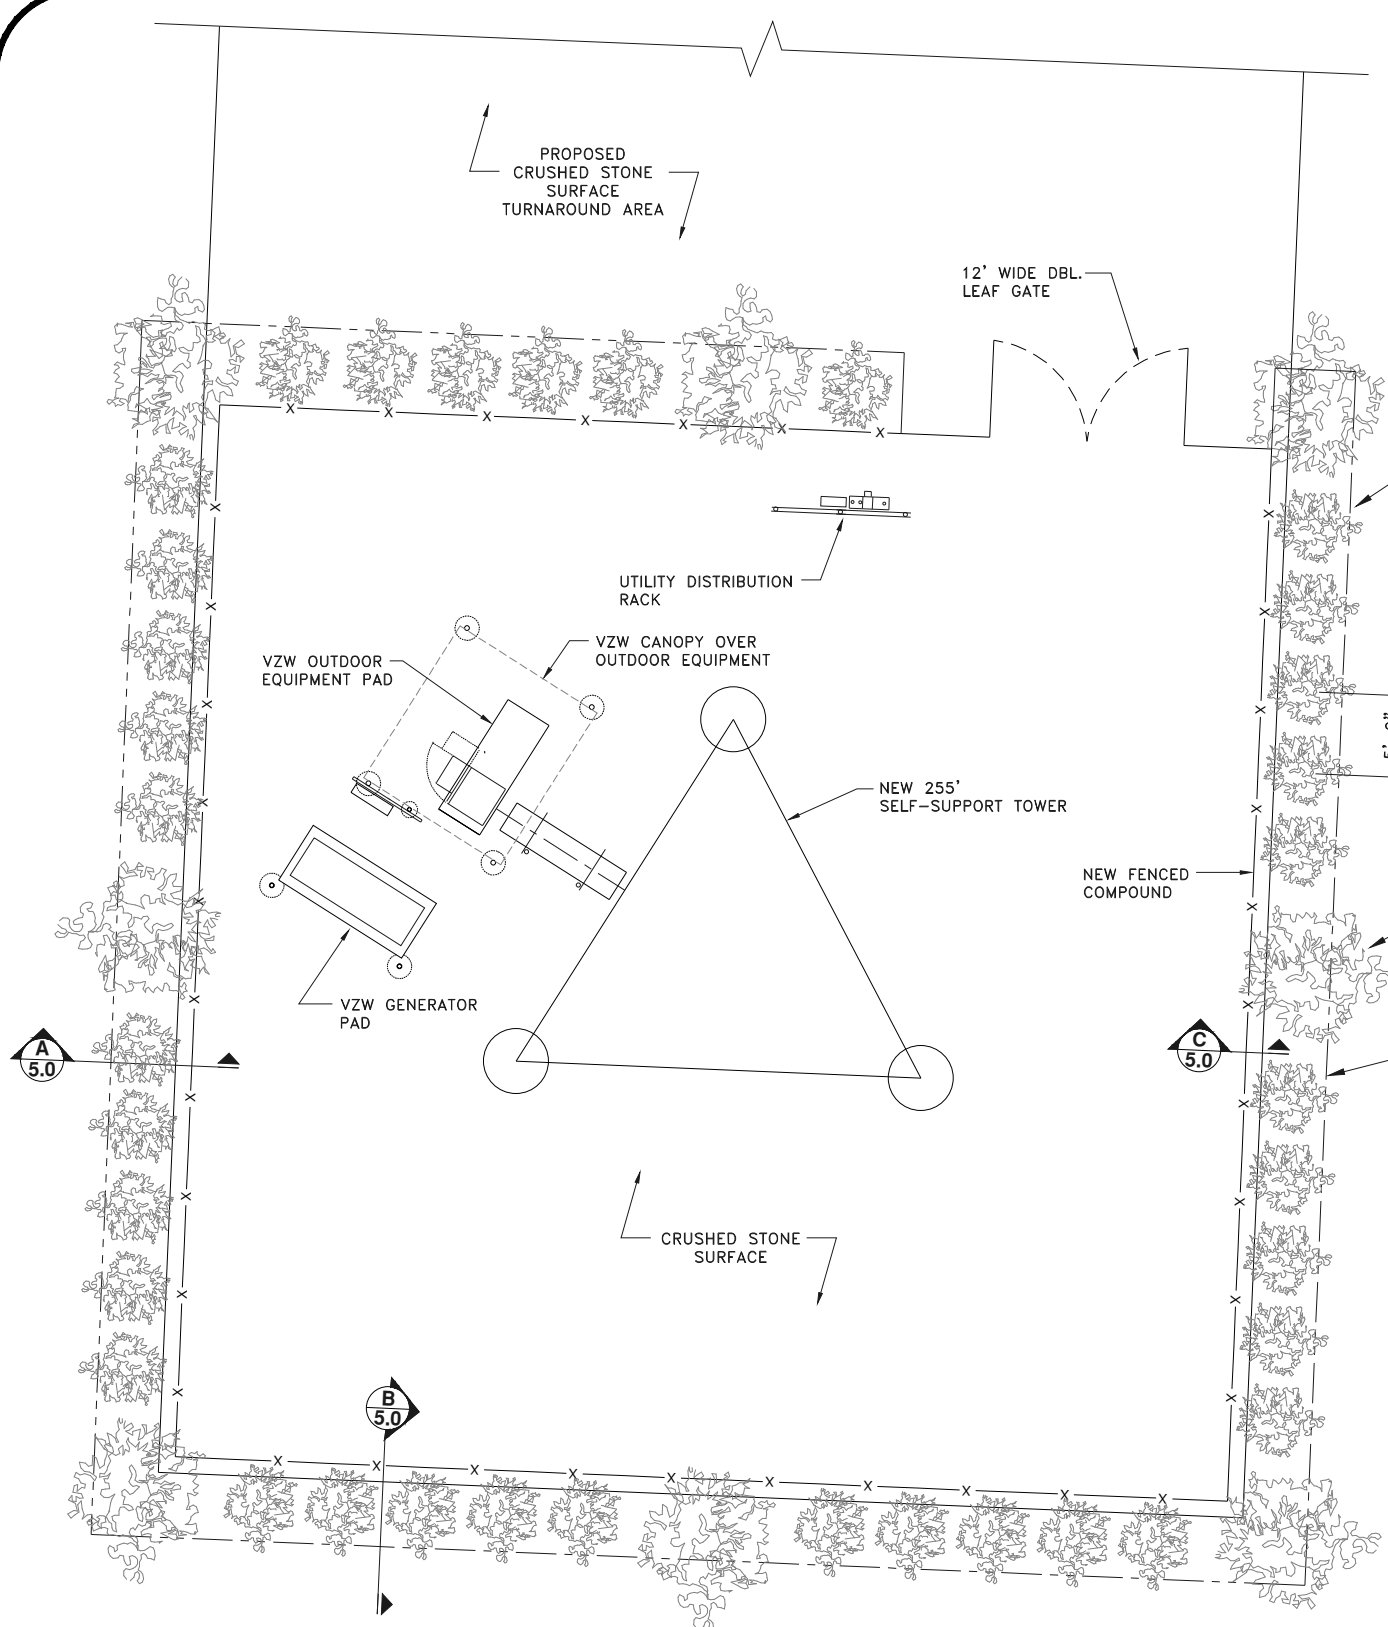 PROPOSED
CRUSHED STONE
SURFACE
TURNAROUND AREA
12' WIDE DBL.
LEAF GATE
UTILITY DISTRIBUTION
RACK
VZW CANOPY OVER
OUTDOOR EQUIPMENT
VZW OUTDOOR
EQUIPMENT PAD
NEW 255'
SELF-SUPPORT TOWER
NEW FENCED
COMPOUND
VZW GENERATOR
PAD
A
5.0
C
5.0
CRUSHED STONE
SURFACE
B
5.0